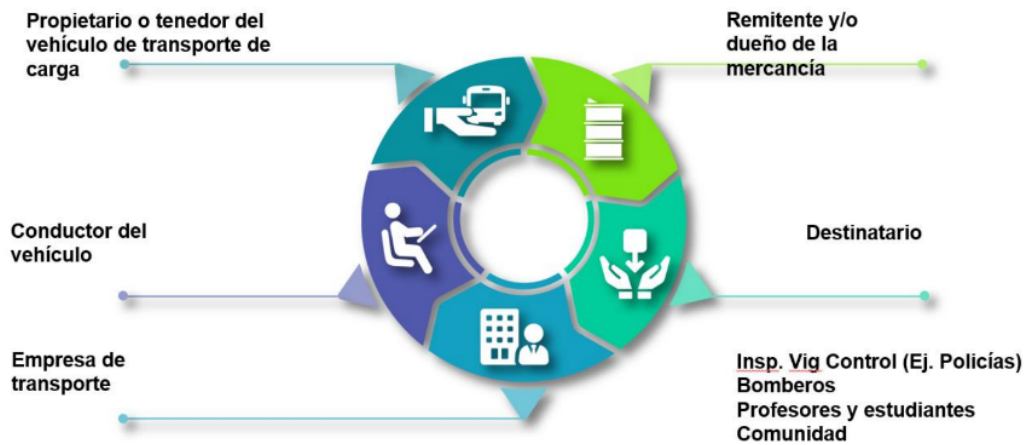 Propietario o tenedor del
vehículo de transporte de
carga
Remitente y/o
dueño de la
mercancía
Conductor del
vehículo
Destinatario
Empresa de
transporte
Insp. Vig Control (Ej. Policías)
Bomberos
Profesores y estudiantes
Comunidad